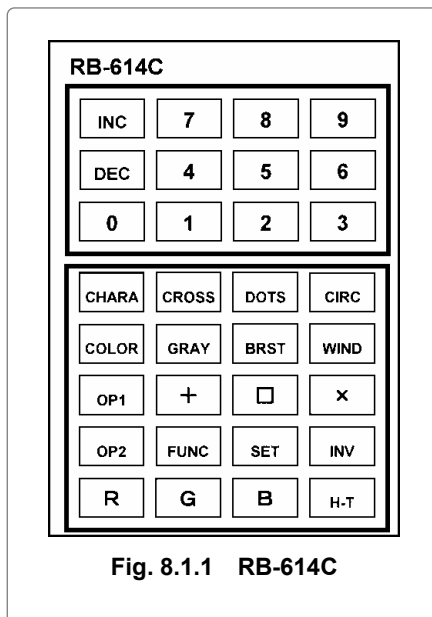 RB-614C
INC 7 8 9
DEC 4 5 6
0 1 2 3
CHARA CROSS DOTS CIRC
COLOR GRAY BRST WIND
OP1 + □ ×
OP2 FUNC SET INV
R G B H-T
Fig. 8.1.1 RB-614C